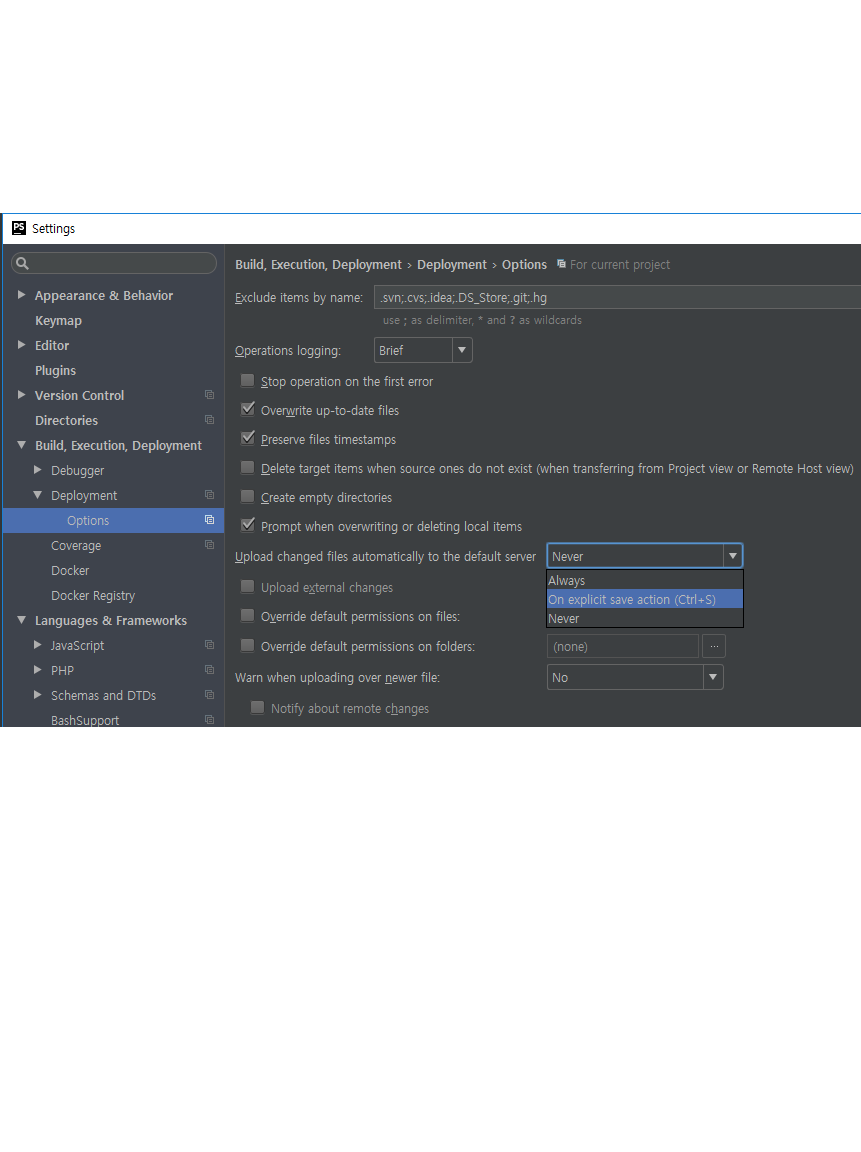 PS Settings
Build, Execution, Deployment › Deployment › Options For current project
Appearance & Behavior
Keymap
Editor
Plugins
Version Control
Directories
Build, Execution, Deployment
Debugger
Deployment
Options
Coverage
Docker
Docker Registry
Languages & Frameworks
JavaScript
PHP
Schemas and DTDs
BashSupport
Exclude items by name: .svn;.cvs;.idea;.DS_Store;.git;.hg
use ; as delimiter, * and ? as wildcards
Operations logging: Brief
Stop operation on the first error
Overwrite up-to-date files
Preserve files timestamps
Delete target items when source ones do not exist (when transferring from Project view or Remote Host view)
Create empty directories
Prompt when overwriting or deleting local items
Upload changed files automatically to the default server Never
Always
On explicit save action (Ctrl+S)
Never
Upload external changes
Override default permissions on files:
Override default permissions on folders: (none) ...
Warn when uploading over newer file: No
Notify about remote changes